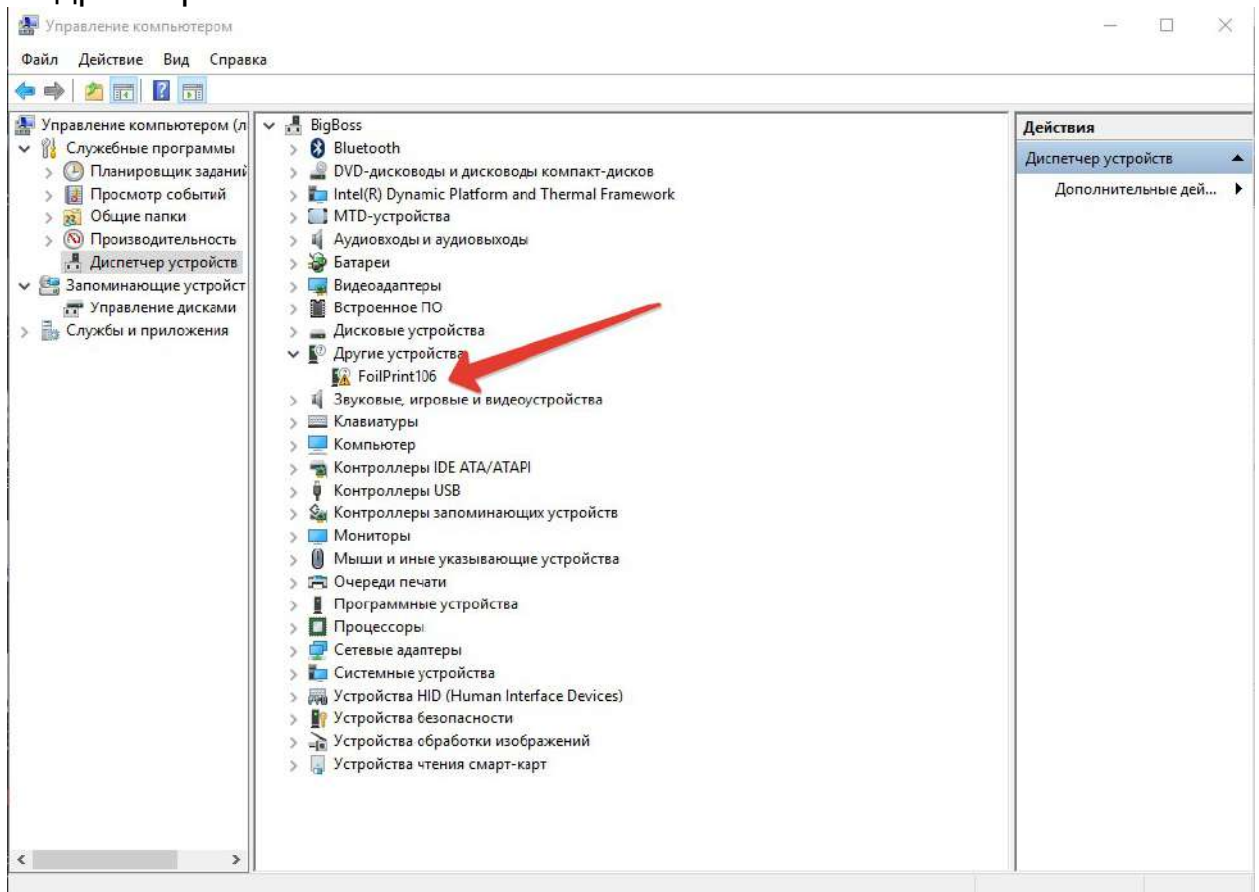 Управление компьютером
Файл Действие Вид Справка
Управление компьютером (л
Служебные программы
Планировщик заданий
Просмотр событий
Общие папки
Производительность
Диспетчер устройств
Запоминающие устройст
Управление дисками
Службы и приложения
BigBoss
Bluetooth
DVD-дисководы и дисководы компакт-дисков
Intel(R) Dynamic Platform and Thermal Framework
MTD-устройства
Аудиовходы и аудиовыходы
Батареи
Видеоадаптеры
Встроенное ПО
Дисковые устройства
Другие устройства
FoilPrint106
Звуковые, игровые и видеоустройства
Клавиатуры
Компьютер
Контроллеры IDE ATA/ATAPI
Контроллеры USB
Контроллеры запоминающих устройств
Мониторы
Мыши и иные указывающие устройства
Очереди печати
Программные устройства
Процессоры
Сетевые адаптеры
Системные устройства
Устройства HID (Human Interface Devices)
Устройства безопасности
Устройства обработки изображений
Устройства чтения смарт-карт
Действия
Диспетчер устройств
Дополнительные дей...